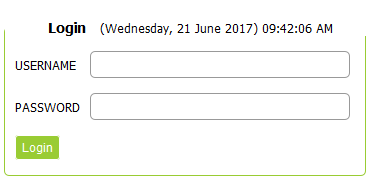 Login (Wednesday, 21 June 2017) 09:42:06 AM
USERNAME
PASSWORD
Login